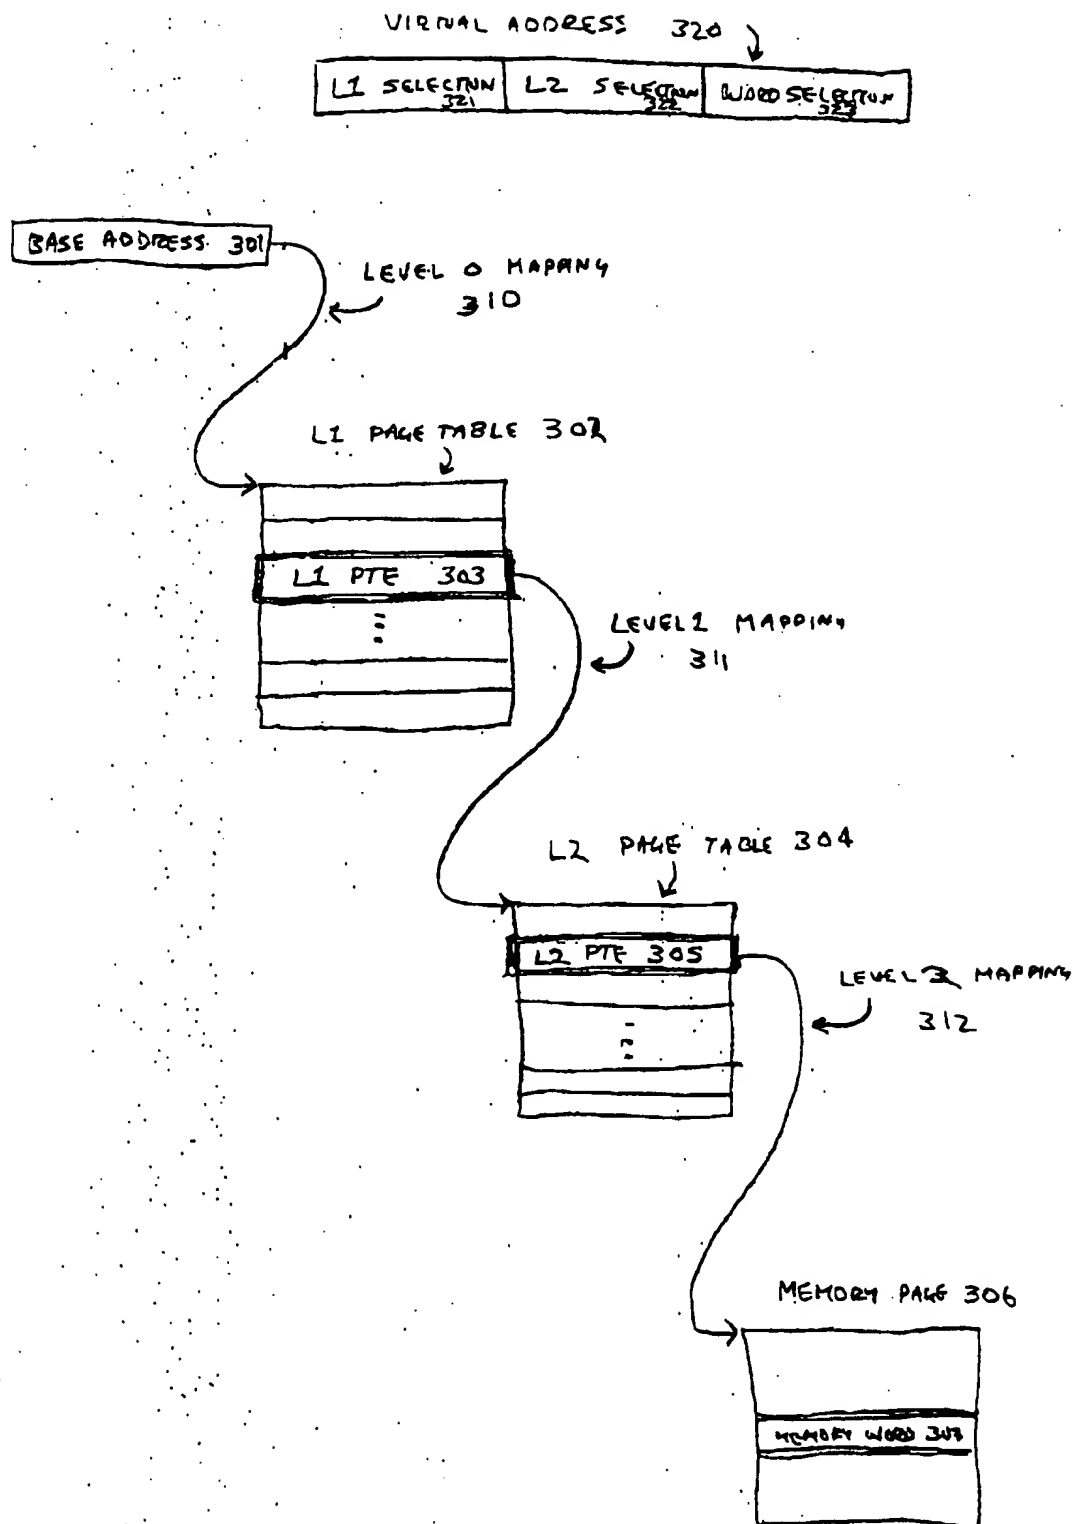 VIRTUAL ADDRESS 320
L1 SELECTION L2 SELECTION WORD SELECTION
321 322 323
BASE ADDRESS 301
LEVEL 0 MAPPING
310
L1 PAGE TABLE 302
L1 PTE 303
LEVEL 1 MAPPING
311
L2 PAGE TABLE 304
L2 PTE 305
LEVEL MAPPING
312
MEMORY PAGE 306
MEMORY WORD 307